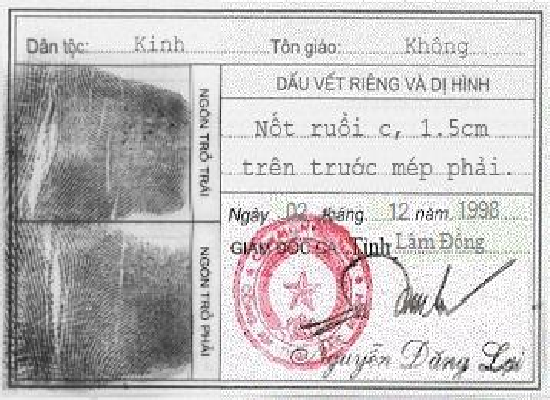 Dân tộc: Kinh Tôn giáo: Không
NGÓN TRỎ TRÁI
NGÓN TRỎ PHẢI
DẤU VẾT RIÊNG VÀ DỊ HÌNH
Nốt ruồi c, 1.5cm
trên trước mép phải.
Ngày 02 tháng 12 năm 1998
GIÁM ĐỐC CA Tỉnh Lâm Đồng
Nguyễn Đăng